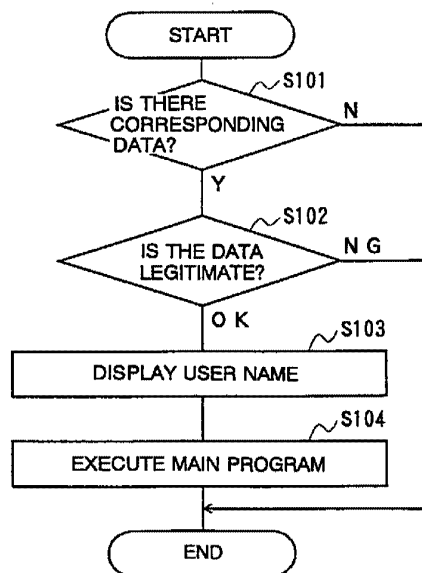 START
S101
IS THERE
CORRESPONDING
DATA?
N
Y
S102
IS THE DATA
LEGITIMATE?
N G
O K
S103
DISPLAY USER NAME
S104
EXECUTE MAIN PROGRAM
END